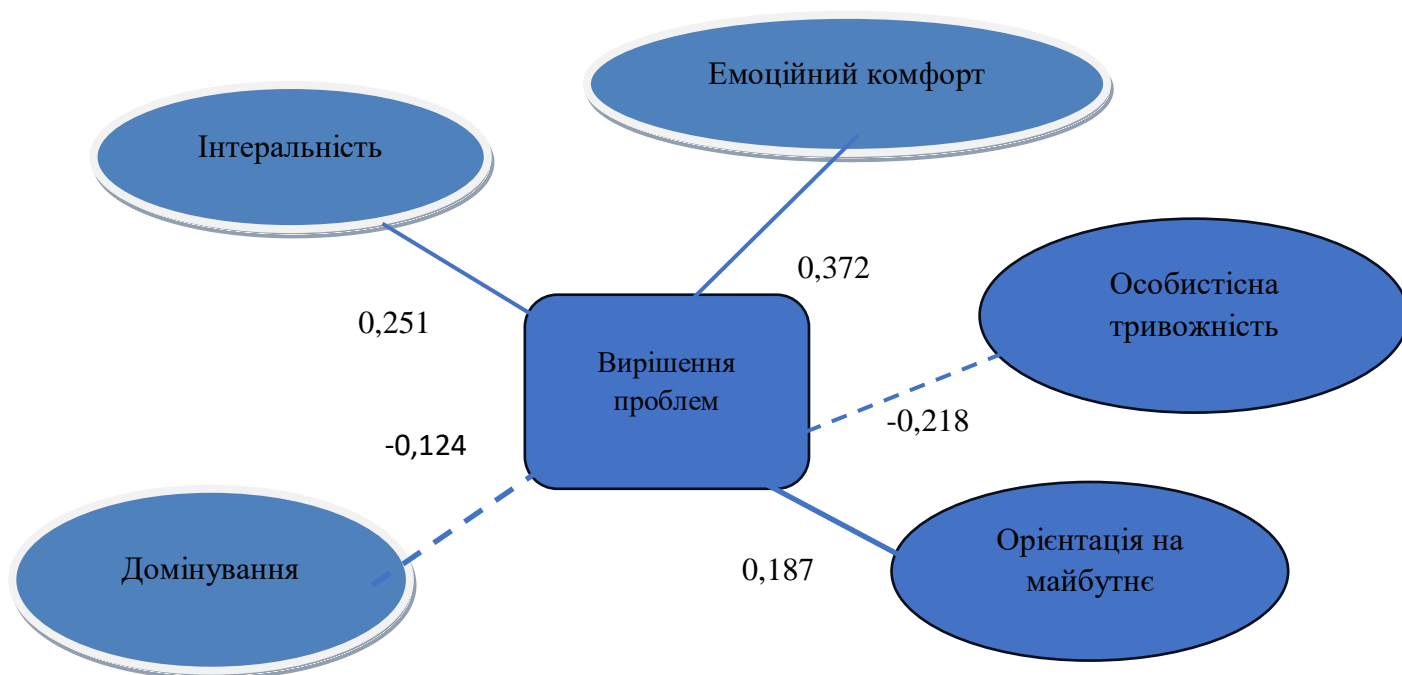 Емоційний комфорт
Інтеральність
0,372
Особистісна
тривожність
0,251
Вирішення
проблем
-0,218
-0,124
Орієнтація на
майбутнє
Домінування
0,187